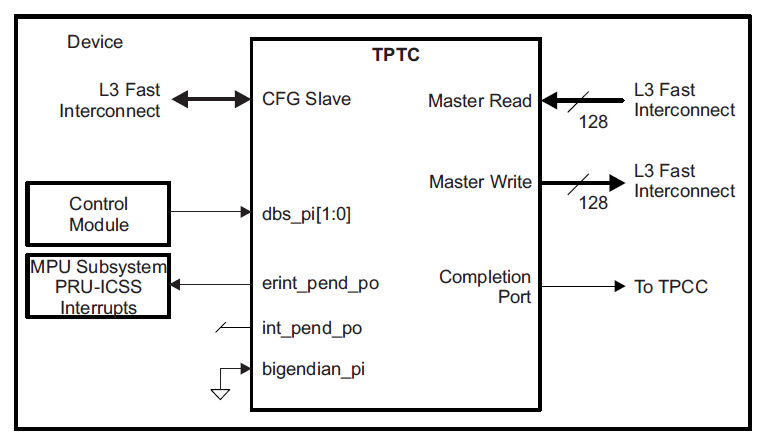 Device
TPTC
L3 Fast
Interconnect
CFG Slave
Master Read
128
L3 Fast
Interconnect
Master Write
128
L3 Fast
Interconnect
Control
Module
dbs_pi[1:0]
MPU Subsystem
PRU-ICSS
Interrupts
erint_pend_po
Completion
Port
To TPCC
int_pend_po
bigendian_pi